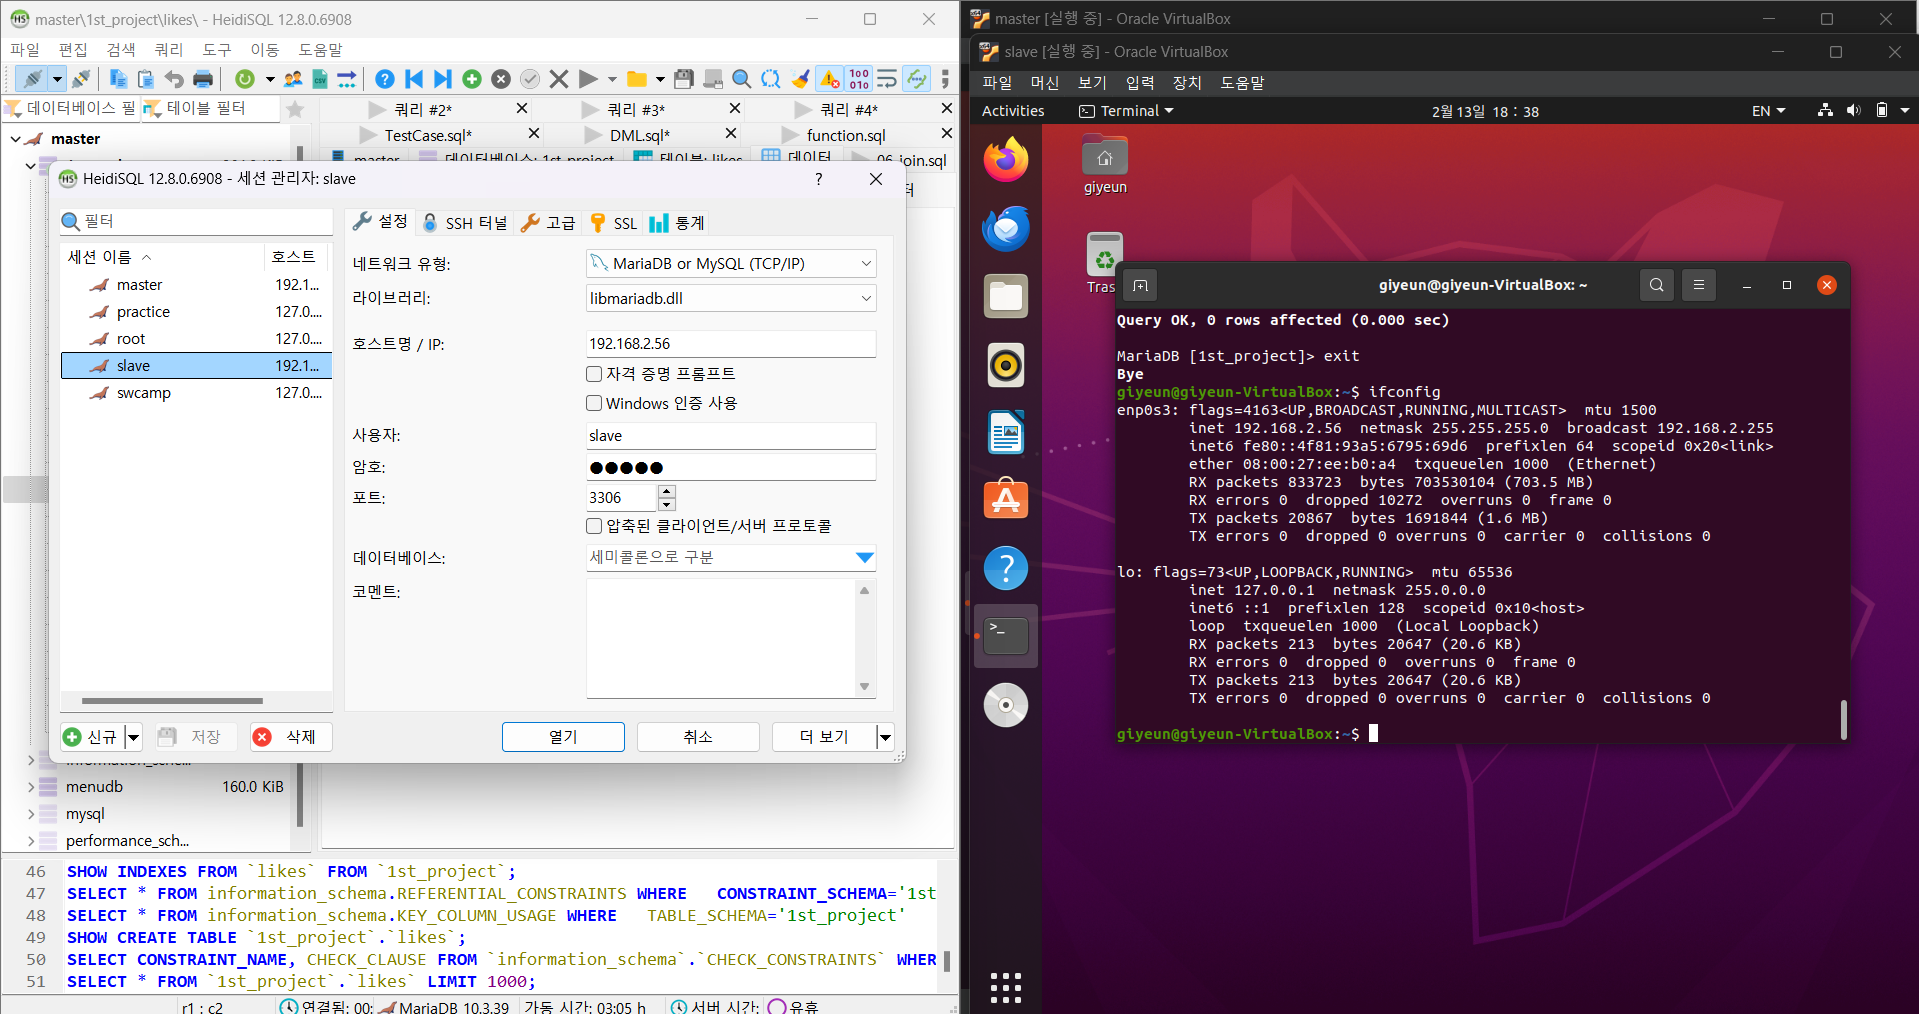 master\1st_project\likes\ - HeidiSQL 12.8.0.6908
파일 편집 검색 쿼리 도구 이동 도움말
데이터베이스 필 테이블 필터
쿼리 #2* 쿼리 #3* 쿼리 #4*
TestCase.sql* DML.sql* function.sql
master 데이터베이스: 1st_project 테이블: likes 데이터 06_join.sql
master
HeidiSQL 12.8.0.6908 - 세션 관리자: slave
?
필터
세션 이름 호스트
master 192.1...
practice 127.0....
root 127.0....
slave 192.1...
swcamp 127.0....
설정 SSH 터널 고급 SSL 통계
네트워크 유형: MariaDB or MySQL (TCP/IP)
라이브러리: libmariadb.dll
호스트명 / IP: 192.168.2.56
자격 증명 프롬프트
Windows 인증 사용
사용자: slave
암호: ●●●●●
포트: 3306
압축된 클라이언트/서버 프로토콜
데이터베이스: 세미콜론으로 구분
코멘트:
신규 저장 삭제 열기 취소 더 보기
menudb 160.0 KiB
mysql
performance_sch...
46 SHOW INDEXES FROM `likes` FROM `1st_project`;
47 SELECT * FROM information_schema.REFERENTIAL_CONSTRAINTS WHERE   CONSTRAINT_SCHEMA='1st
48 SELECT * FROM information_schema.KEY_COLUMN_USAGE WHERE   TABLE_SCHEMA='1st_project'
49 SHOW CREATE TABLE `1st_project`.`likes`;
50 SELECT CONSTRAINT_NAME, CHECK_CLAUSE FROM `information_schema`.`CHECK_CONSTRAINTS` WHER
51 SELECT * FROM `1st_project`.`likes` LIMIT 1000;
r1 : c2 연결됨: 00: MariaDB 10.3.39 가동 시간: 03:05 h 서버 시간: 유휴
master [실행 중] - Oracle VirtualBox
slave [실행 중] - Oracle VirtualBox
파일 머신 보기 입력 장치 도움말
Activities Terminal 2월 13일 18 : 38 EN
giyeun
Tras
giyeun@giyeun-VirtualBox: ~
Query OK, 0 rows affected (0.000 sec)
MariaDB [1st_project]> exit
Bye
giyeun@giyeun-VirtualBox:~$ ifconfig
enp0s3: flags=4163<UP,BROADCAST,RUNNING,MULTICAST>  mtu 1500
inet 192.168.2.56  netmask 255.255.255.0  broadcast 192.168.2.255
inet6 fe80::4f81:93a5:6795:69d6  prefixlen 64  scopeid 0x20<link>
ether 08:00:27:ee:b0:a4  txqueuelen 1000  (Ethernet)
RX packets 833723  bytes 703530104 (703.5 MB)
RX errors 0  dropped 10272  overruns 0  frame 0
TX packets 20867  bytes 1691844 (1.6 MB)
TX errors 0  dropped 0 overruns 0  carrier 0  collisions 0
lo: flags=73<UP,LOOPBACK,RUNNING>  mtu 65536
inet 127.0.0.1  netmask 255.0.0.0
inet6 ::1  prefixlen 128  scopeid 0x10<host>
loop  txqueuelen 1000  (Local Loopback)
RX packets 213  bytes 20647 (20.6 KB)
RX errors 0  dropped 0  overruns 0  frame 0
TX packets 213  bytes 20647 (20.6 KB)
TX errors 0  dropped 0 overruns 0  carrier 0  collisions 0
giyeun@giyeun-VirtualBox:~$